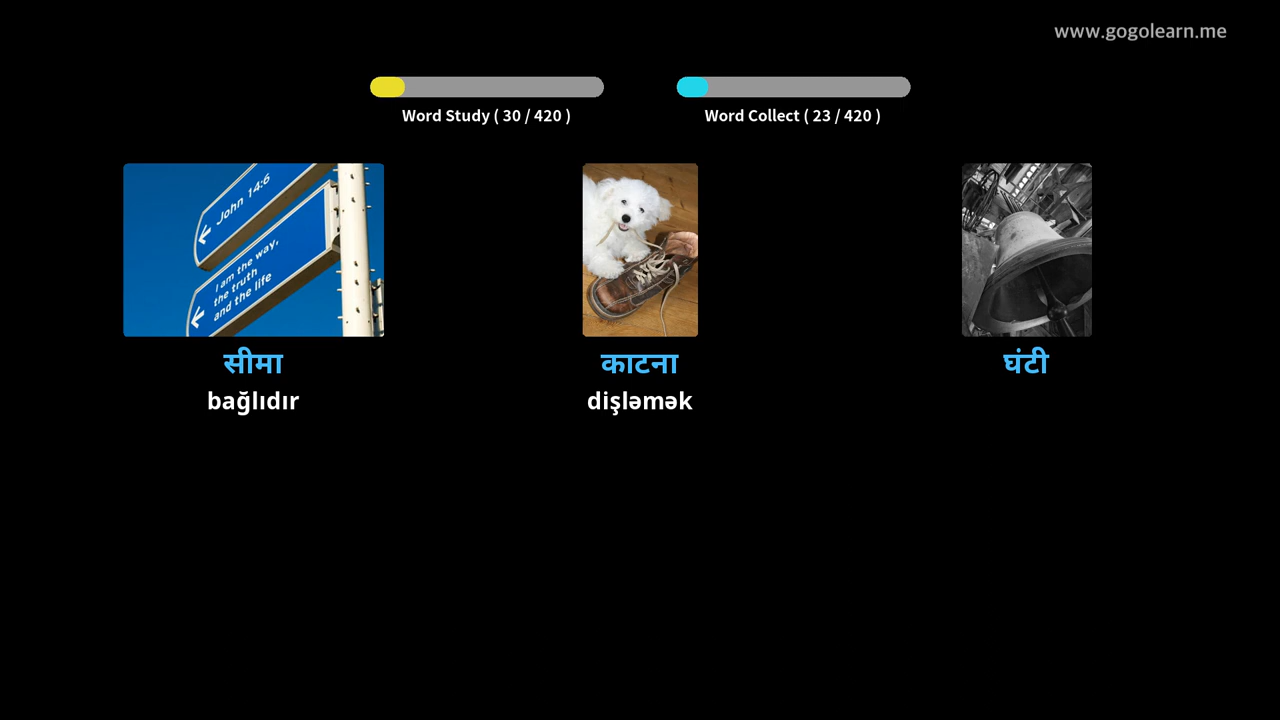 www.gogolearn.me
Word Study ( 30 / 420 )
Word Collect ( 23 / 420 )
John 14:6
I am the way,
the truth
and the life
सीमा
काटना
घंटी
bağlıdır
dişləmək